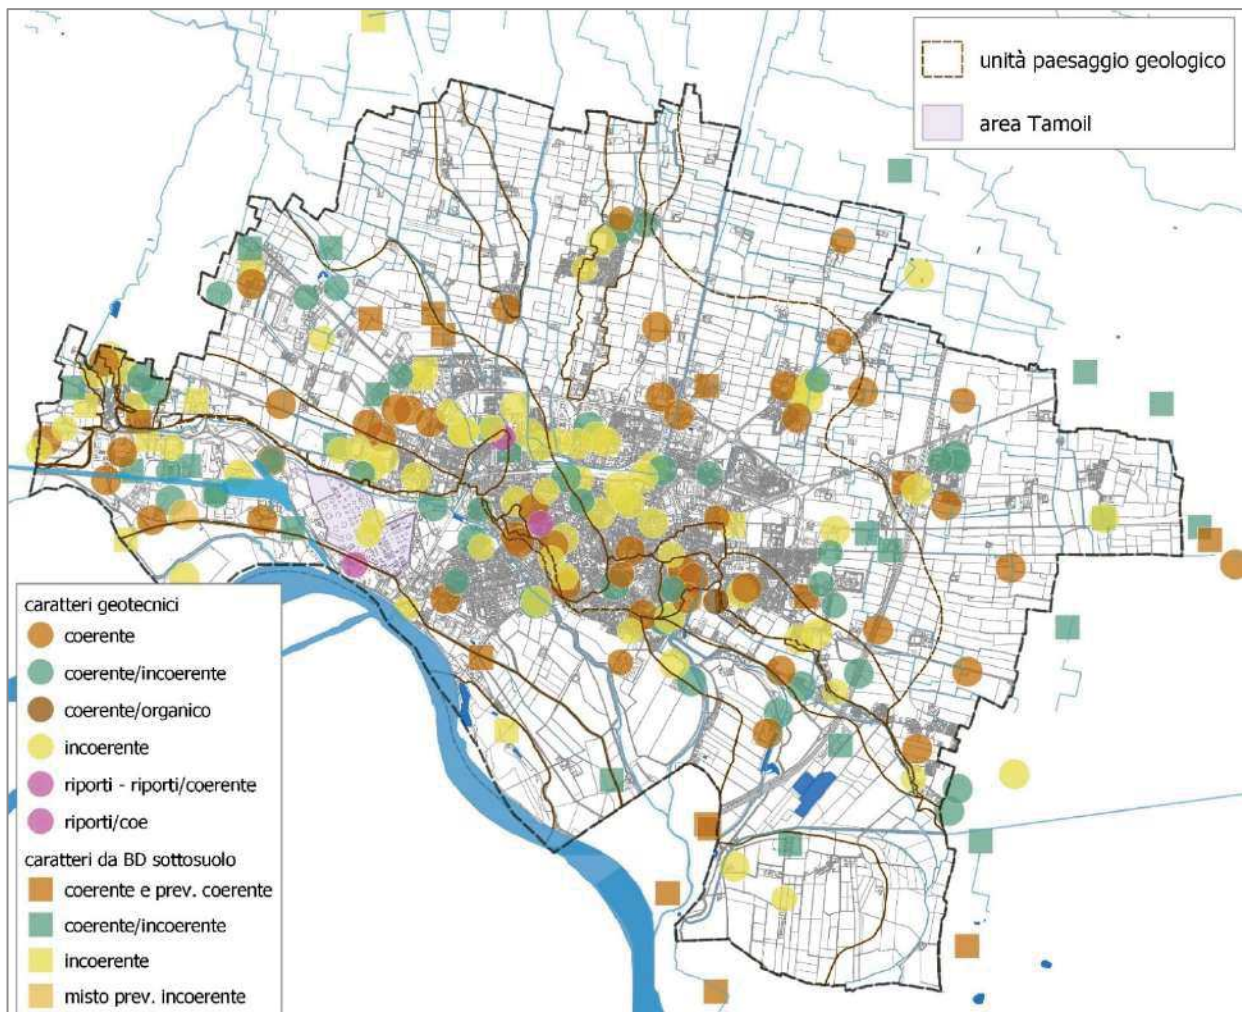 unità paesaggio geologico
area Tamoil
caratteri geotecnici
coerente
coerente/incoerente
coerente/organico
incoerente
riporti - riporti/coerente
riporti/coe
caratteri da BD sottosuolo
coerente e prev. coerente
coerente/incoerente
incoerente
misto prev. incoerente